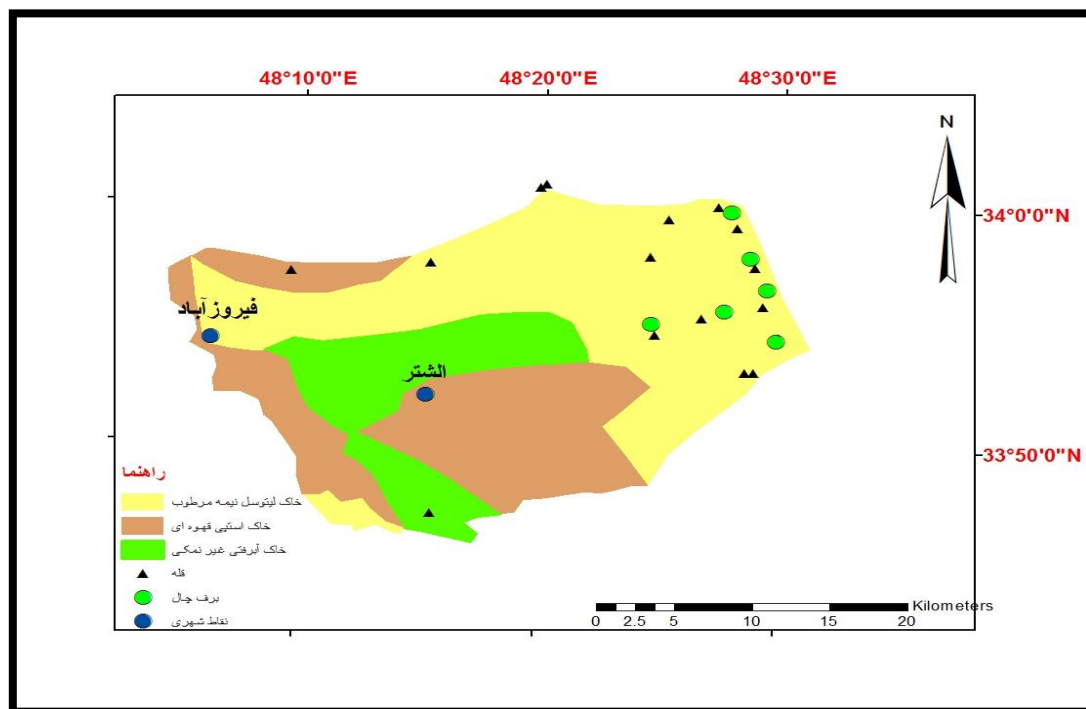 48°10'0"E 48°20'0"E 48°30'0"E
N
34°0'0"N
فیروزآباد
الشتر
33°50'0"N
راهنما
خاک لیتوسل نیمه مرطوب
خاک استپی قهوه ای
خاک آبرفتی غیر نمکی
قله
برف چال
نقاط شهری
Kilometers
0 2.5 5 10 15 20